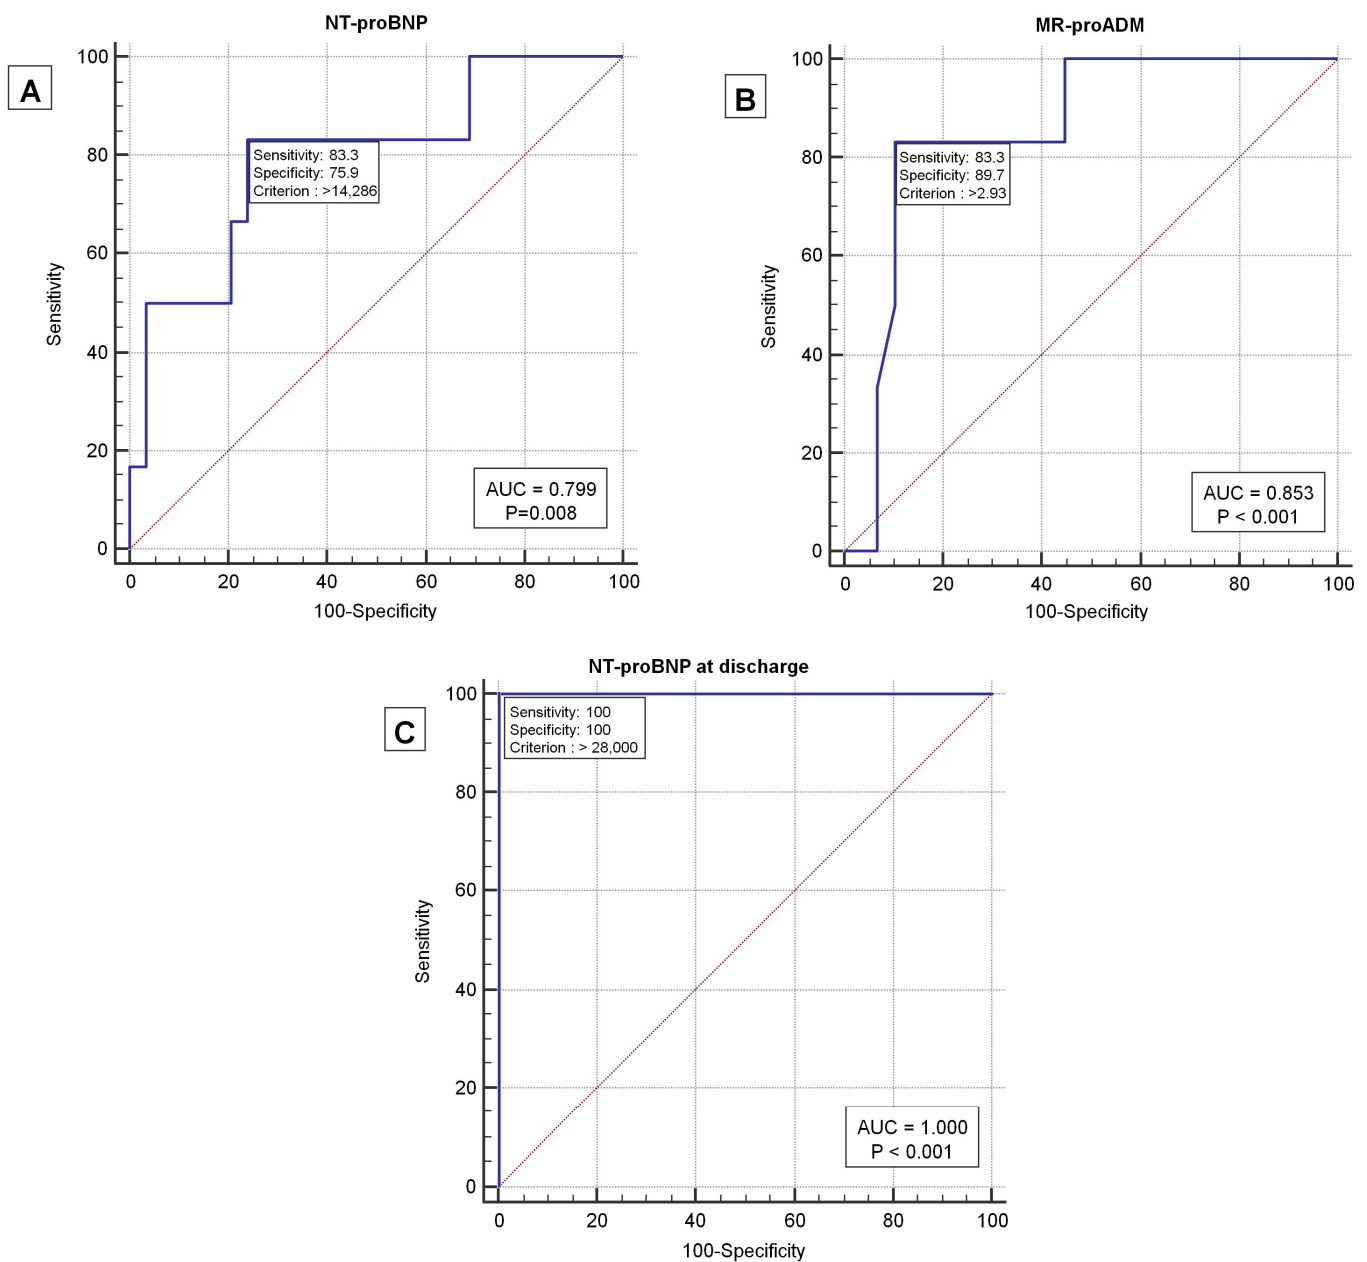 NT-proBNP
A
100
80
60
40
20
0
Sensitivity
Sensitivity: 83.3
Specificity: 75.9
Criterion : >14,286
AUC = 0.799
P=0.008
0 20 40 60 80 100
100-Specificity
MR-proADM
B
100
80
60
40
20
0
Sensitivity
Sensitivity: 83.3
Specificity: 89.7
Criterion : >2.93
AUC = 0.853
P < 0.001
0 20 40 60 80 100
100-Specificity
NT-proBNP at discharge
C
100
80
60
40
20
0
Sensitivity
Sensitivity: 100
Specificity: 100
Criterion : > 28,000
AUC = 1.000
P < 0.001
0 20 40 60 80 100
100-Specificity